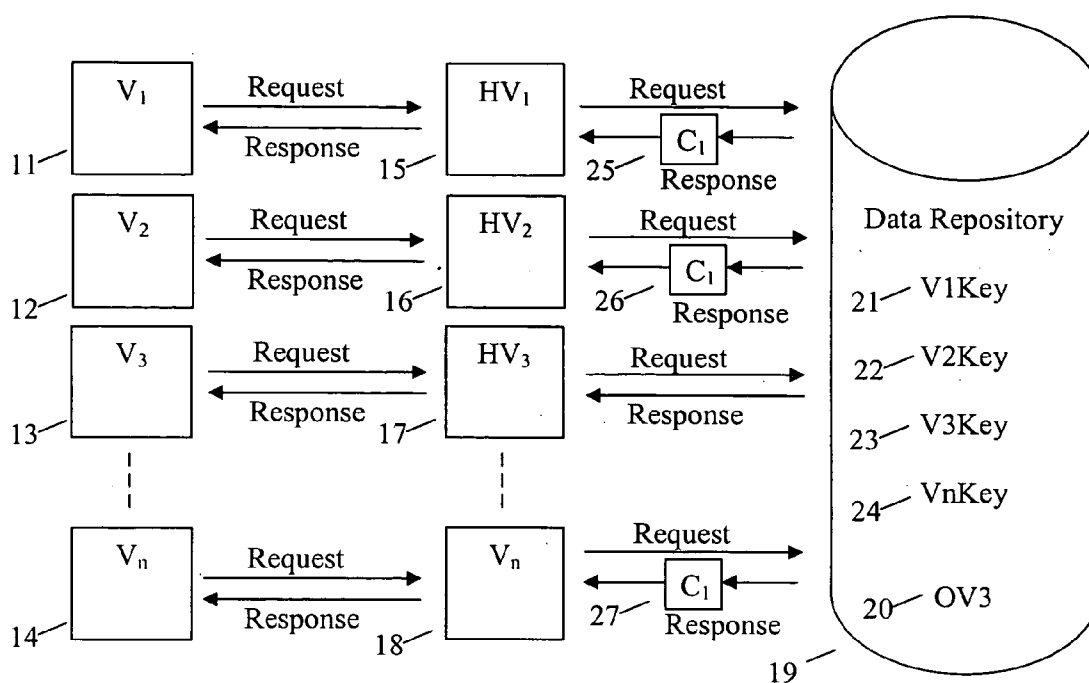 V₁
Request
Response
11
HV₁
15
Request
C₁
25
Response
V₂
Request
Response
12
HV₂
16
Request
C₁
26
Response
V₃
Request
Response
13
HV₃
17
Request
Response
Vₙ
Request
Response
14
Vₙ
18
Request
C₁
27
Response
Data Repository
21 V1Key
22 V2Key
23 V3Key
24 VnKey
20 OV3
19